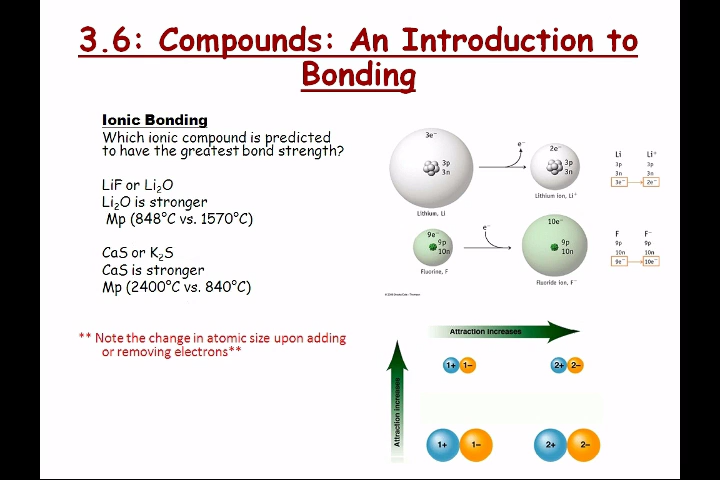 3.6: Compounds: An Introduction to
Bonding
Ionic Bonding
Which ionic compound is predicted
to have the greatest bond strength?
LiF or Li₂O
Li₂O is stronger
Mp (848°C vs. 1570°C)
CaS or K₂S
CaS is stronger
Mp (2400°C vs. 840°C)
** Note the change in atomic size upon adding
or removing electrons**
3e⁻
3p
3n
Lithium, Li
e⁻
2e⁻
3p
3n
Lithium ion, Li⁺
Li Li⁺
3p 3p
3n 3n
3e⁻ 2e⁻
9e⁻
9p
10n
Fluorine, F
e⁻
10e⁻
9p
10n
Fluoride ion, F⁻
F F⁻
9p 9p
10n 10n
9e⁻ 10e⁻
Attraction increases
Attraction increases
1+ 1−
2+ 2−
1+ 1−
2+ 2−